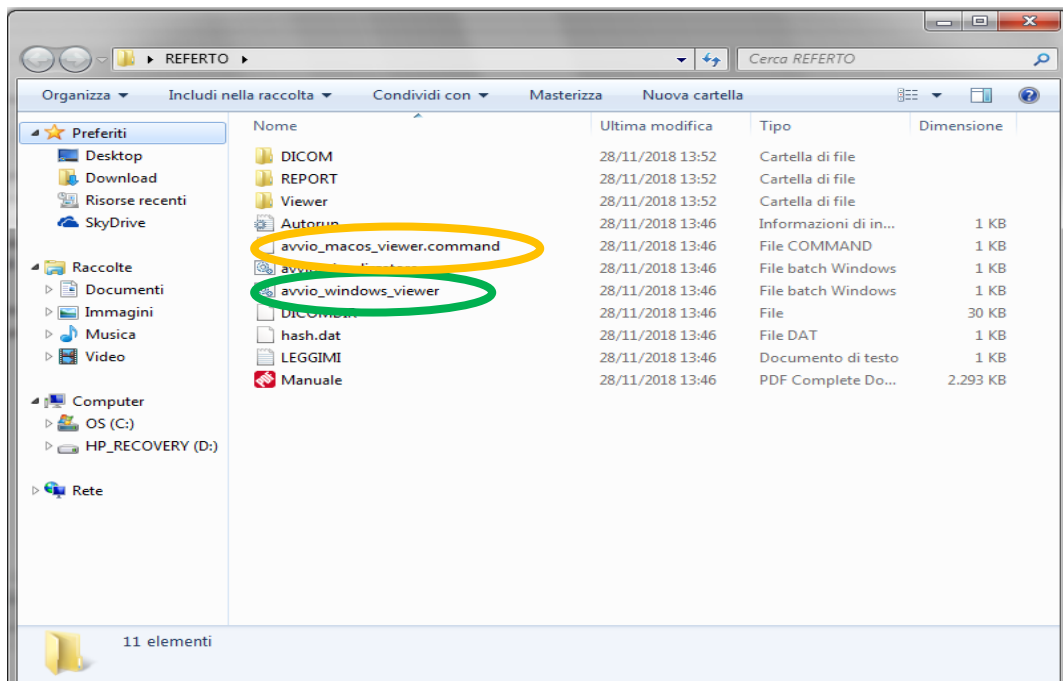 REFERTO
Cerca REFERTO
Organizza Includi nella raccolta Condividi con Masterizza Nuova cartella
Preferiti
Desktop
Download
Risorse recenti
SkyDrive
Raccolte
Documenti
Immagini
Musica
Video
Computer
OS (C:)
HP_RECOVERY (D:)
Rete
Nome Ultima modifica Tipo Dimensione
DICOM 28/11/2018 13:52 Cartella di file
REPORT 28/11/2018 13:52 Cartella di file
Viewer 28/11/2018 13:52 Cartella di file
Autorun 28/11/2018 13:46 Informazioni di in... 1 KB
avvio_macos_viewer.command 28/11/2018 13:46 File COMMAND 1 KB
28/11/2018 13:46 File batch Windows 1 KB
avvio_windows_viewer 28/11/2018 13:46 File batch Windows 1 KB
DICOMDIR 28/11/2018 13:46 File 30 KB
hash.dat 28/11/2018 13:46 File DAT 1 KB
LEGGIMI 28/11/2018 13:46 Documento di testo 1 KB
Manuale 28/11/2018 13:46 PDF Complete Do... 2.293 KB
11 elementi